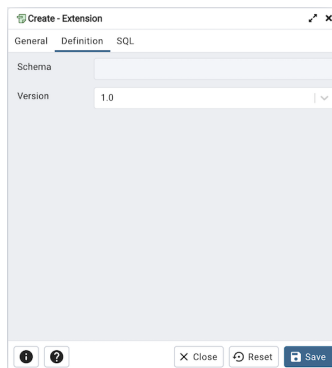 Create - Extension
General Definition SQL
Schema
Version 1.0
Close Reset Save